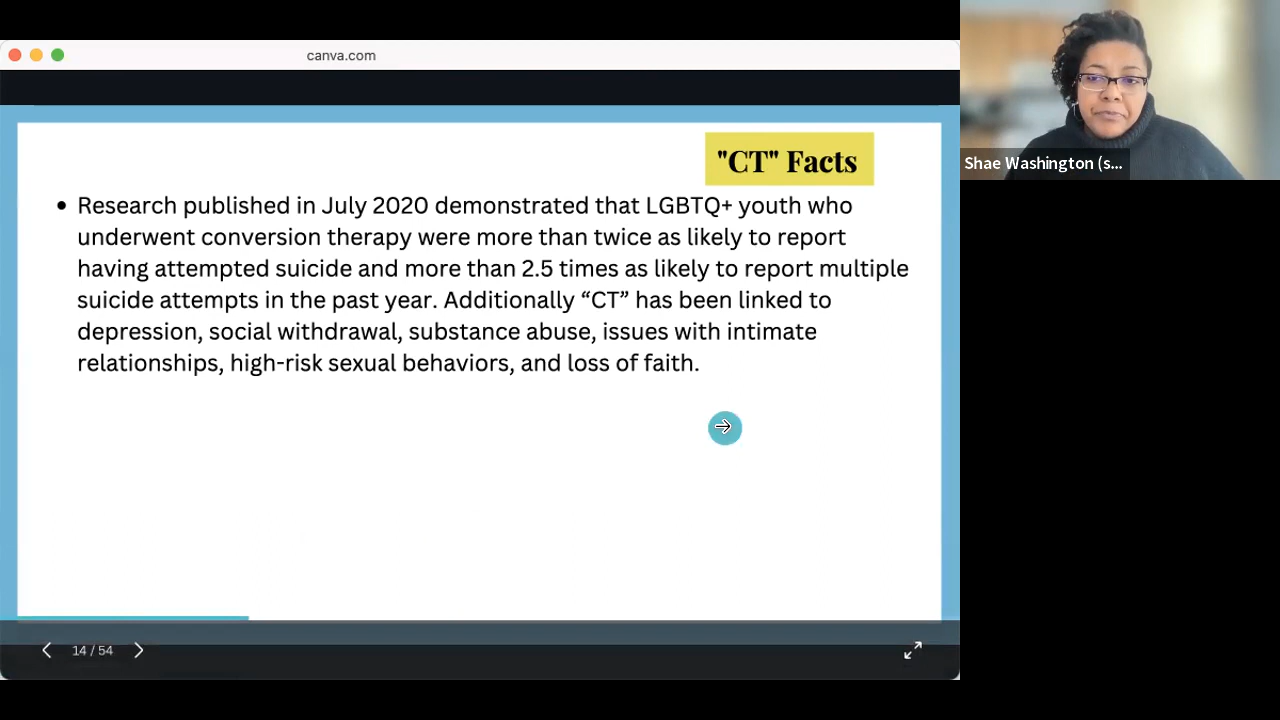 canva.com
"CT" Facts
• Research published in July 2020 demonstrated that LGBTQ+ youth who
underwent conversion therapy were more than twice as likely to report
having attempted suicide and more than 2.5 times as likely to report multiple
suicide attempts in the past year. Additionally “CT” has been linked to
depression, social withdrawal, substance abuse, issues with intimate
relationships, high-risk sexual behaviors, and loss of faith.
14 / 54
Shae Washington (s...